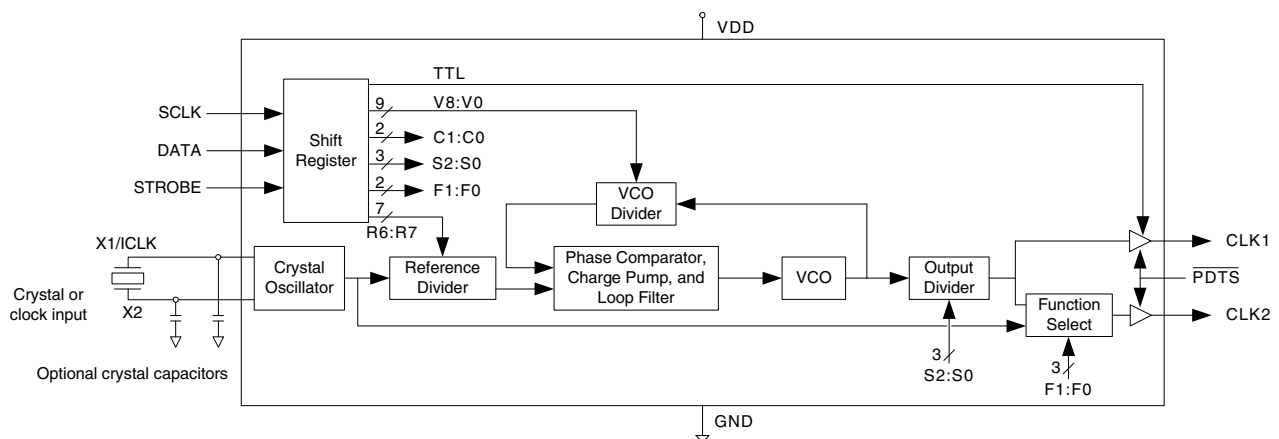 VDD
TTL
9
V8:V0
SCLK
2
C1:C0
DATA
Shift
Register
3
S2:S0
STROBE
2
F1:F0
7
R6:R7
VCO
Divider
X1/ICLK
Crystal
Oscillator
Reference
Divider
Phase Comparator,
Charge Pump, and
Loop Filter
VCO
Output
Divider
CLK1
PDTS
Crystal or
clock input
X2
Function
Select
CLK2
3
S2:S0
3
F1:F0
Optional crystal capacitors
GND